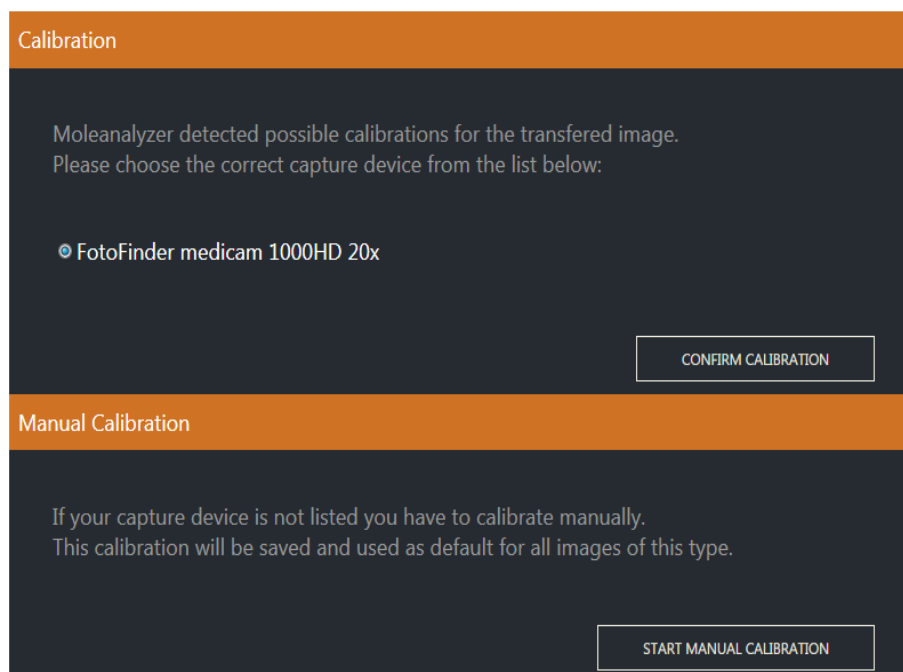 Calibration
Moleanalyzer detected possible calibrations for the transfered image.
Please choose the correct capture device from the list below:
FotoFinder medicam 1000HD 20x
CONFIRM CALIBRATION
Manual Calibration
If your capture device is not listed you have to calibrate manually.
This calibration will be saved and used as default for all images of this type.
START MANUAL CALIBRATION